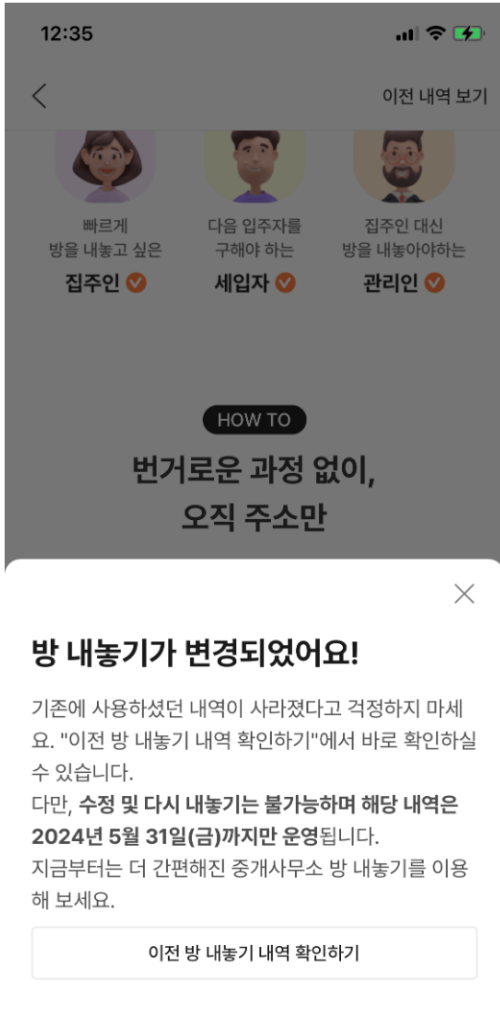 12:35
이전 내역 보기
빠르게
방을 내놓고 싶은
집주인
다음 입주자를
구해야 하는
세입자
집주인 대신
방을 내놓아야하는
관리인
HOW TO
번거로운 과정 없이,
오직 주소만
방 내놓기가 변경되었어요!
기존에 사용하셨던 내역이 사라졌다고 걱정하지 마세
요. "이전 방 내놓기 내역 확인하기"에서 바로 확인하실
수 있습니다.
다만, 수정 및 다시 내놓기는 불가능하며 해당 내역은
2024년 5월 31일(금)까지만 운영됩니다.
지금부터는 더 간편해진 중개사무소 방 내놓기를 이용
해 보세요.
이전 방 내놓기 내역 확인하기